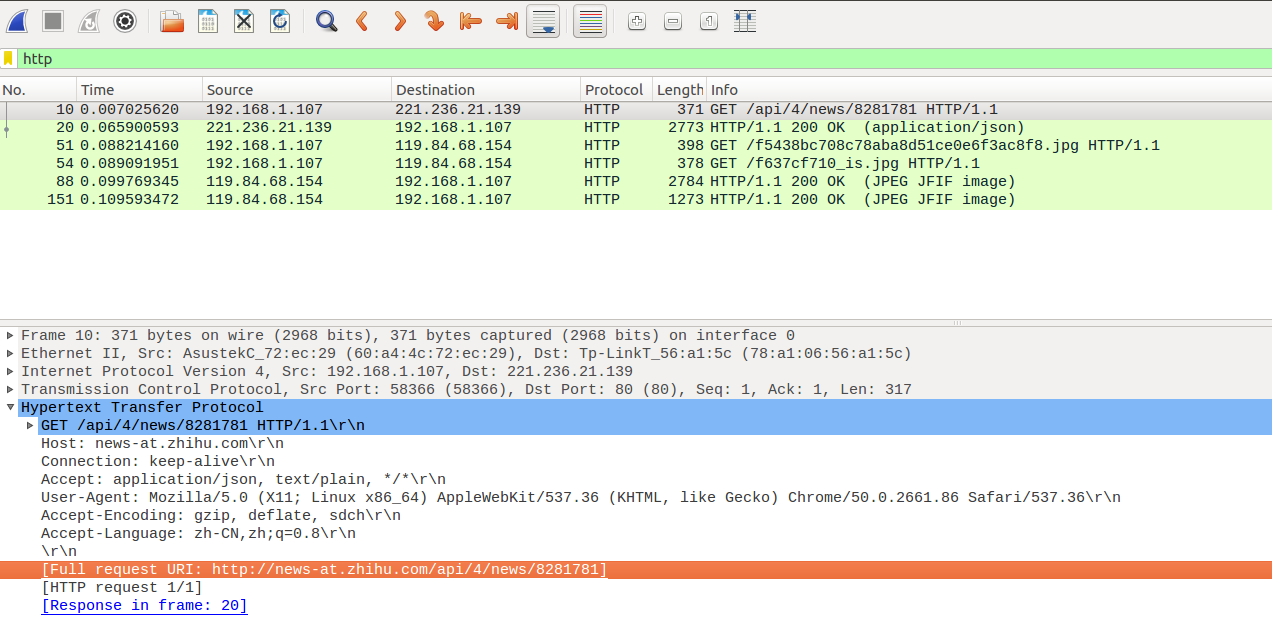 http
No. Time Source Destination Protocol Length Info
10 0.007025620 192.168.1.107 221.236.21.139 HTTP 371 GET /api/4/news/8281781 HTTP/1.1
20 0.065900593 221.236.21.139 192.168.1.107 HTTP 2773 HTTP/1.1 200 OK  (application/json)
51 0.088214160 192.168.1.107 119.84.68.154 HTTP 398 GET /f5438bc708c78aba8d51ce0e6f3ac8f8.jpg HTTP/1.1
54 0.089091951 192.168.1.107 119.84.68.154 HTTP 378 GET /f637cf710_is.jpg HTTP/1.1
88 0.099769345 119.84.68.154 192.168.1.107 HTTP 2784 HTTP/1.1 200 OK  (JPEG JFIF image)
151 0.109593472 119.84.68.154 192.168.1.107 HTTP 1273 HTTP/1.1 200 OK  (JPEG JFIF image)
Frame 10: 371 bytes on wire (2968 bits), 371 bytes captured (2968 bits) on interface 0
Ethernet II, Src: AsustekC_72:ec:29 (60:a4:4c:72:ec:29), Dst: Tp-LinkT_56:a1:5c (78:a1:06:56:a1:5c)
Internet Protocol Version 4, Src: 192.168.1.107, Dst: 221.236.21.139
Transmission Control Protocol, Src Port: 58366 (58366), Dst Port: 80 (80), Seq: 1, Ack: 1, Len: 317
Hypertext Transfer Protocol
GET /api/4/news/8281781 HTTP/1.1\r\n
Host: news-at.zhihu.com\r\n
Connection: keep-alive\r\n
Accept: application/json, text/plain, */*\r\n
User-Agent: Mozilla/5.0 (X11; Linux x86_64) AppleWebKit/537.36 (KHTML, like Gecko) Chrome/50.0.2661.86 Safari/537.36\r\n
Accept-Encoding: gzip, deflate, sdch\r\n
Accept-Language: zh-CN,zh;q=0.8\r\n
\r\n
[Full request URI: http://news-at.zhihu.com/api/4/news/8281781]
[HTTP request 1/1]
[Response in frame: 20]